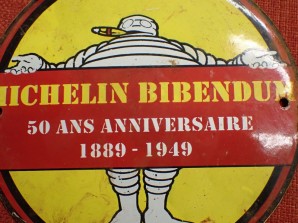 MICHELIN BIBENDUM
50 ANS ANNIVERSAIRE
1889 - 1949